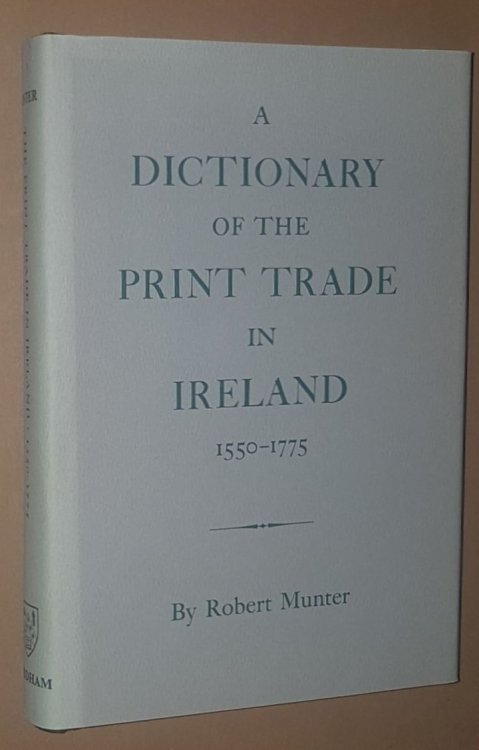 A
DICTIONARY
OF THE
PRINT TRADE
IN
IRELAND
1550–1775
By Robert Munter